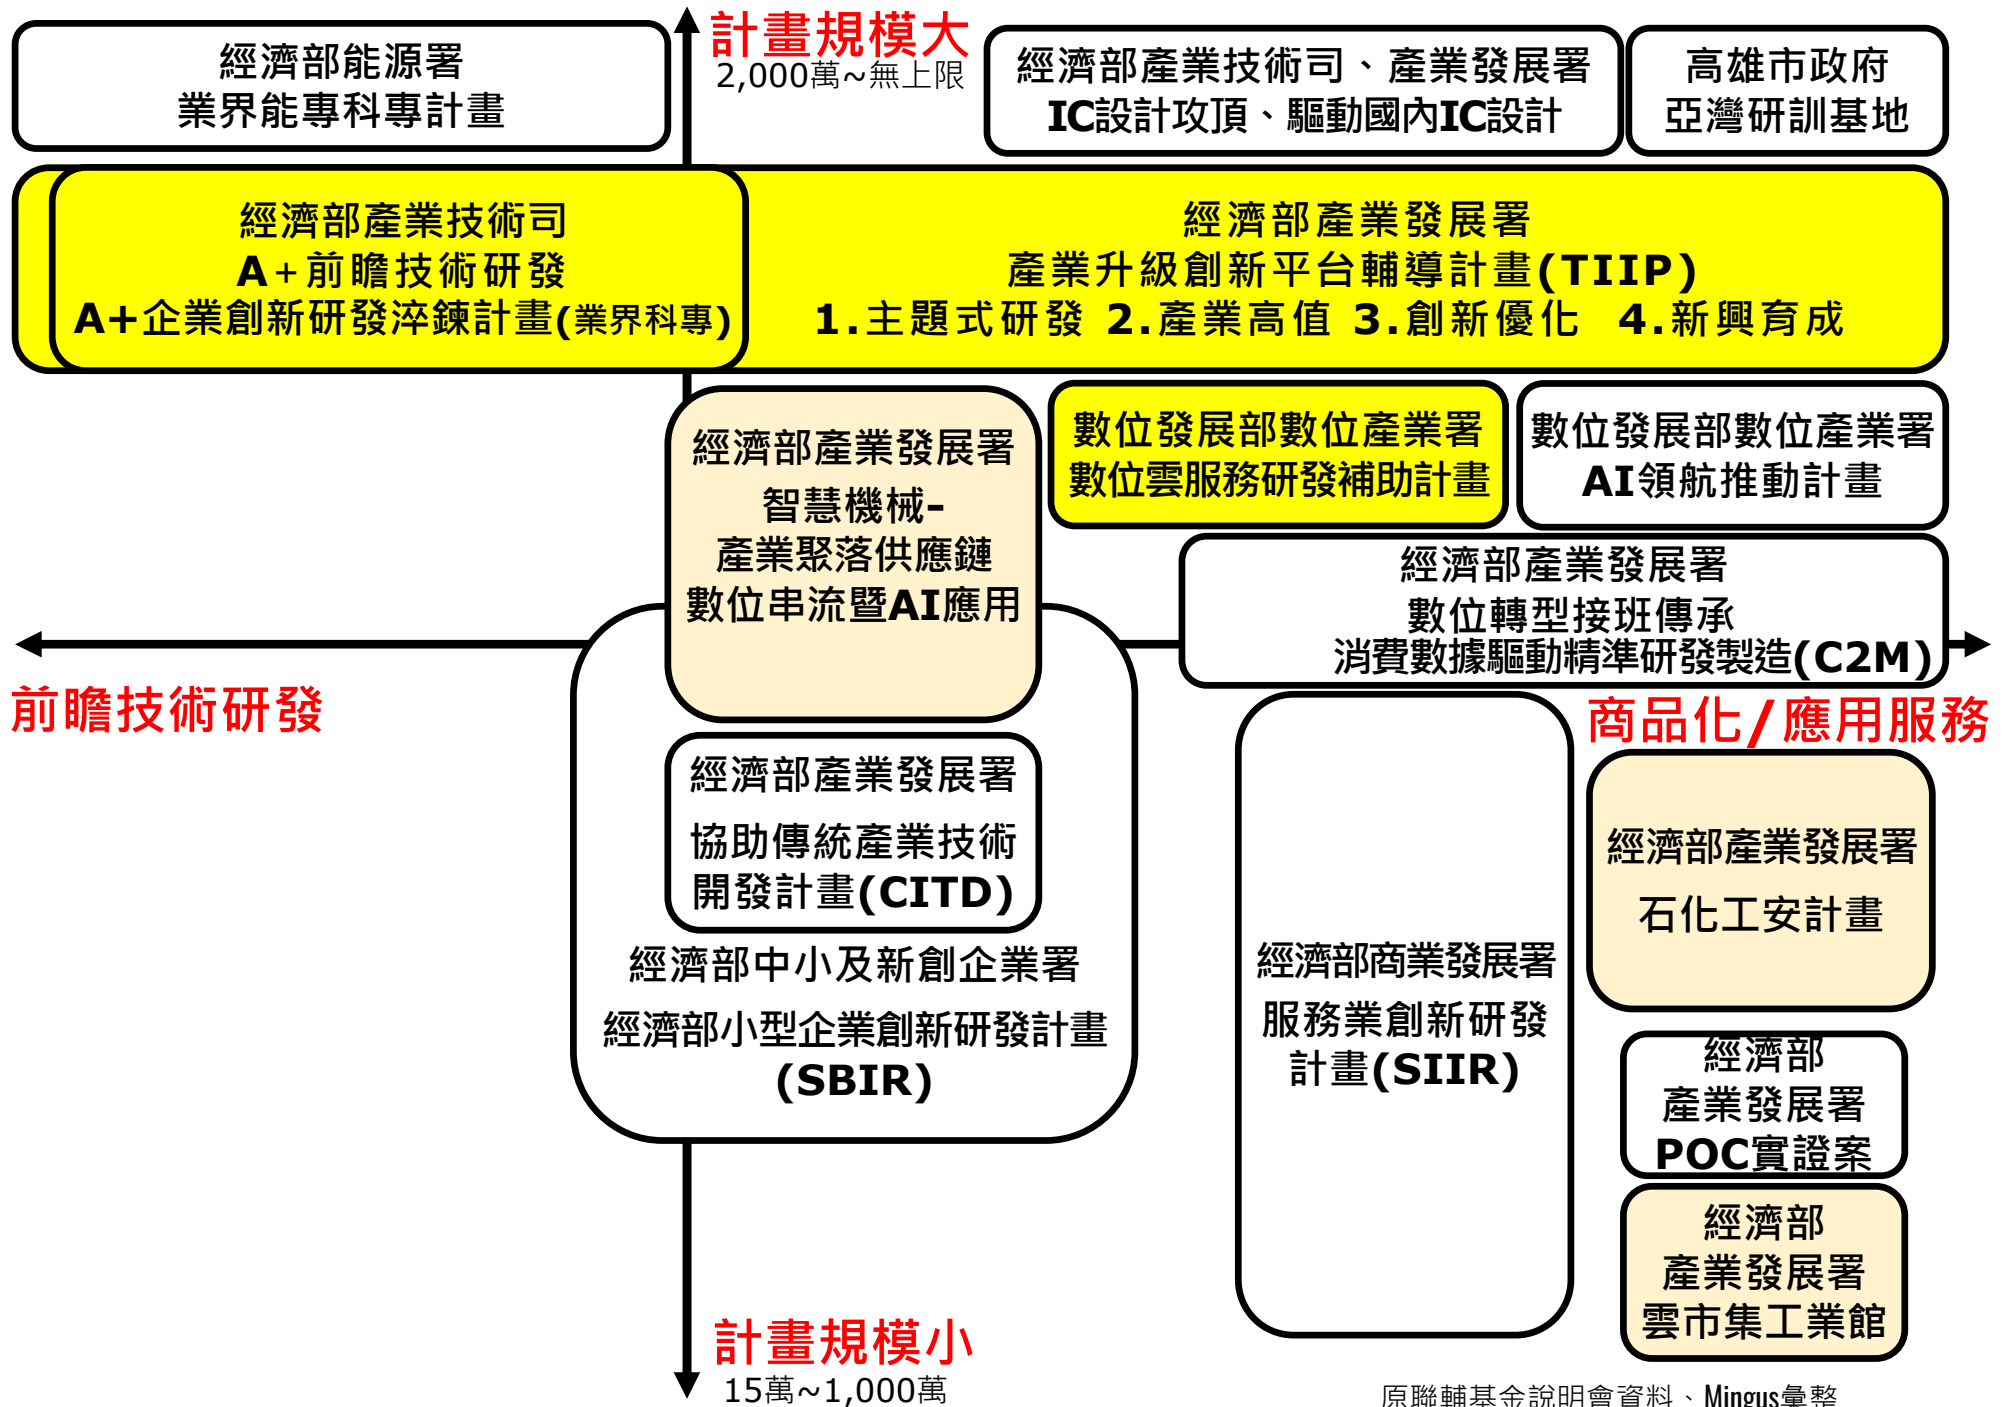 計畫規模大
2,000萬~無上限
經濟部能源署
業界能專科專計畫
經濟部產業技術司、產業發展署
IC設計攻頂、驅動國內IC設計
高雄市政府
亞灣研訓基地
經濟部產業技術司
A+前瞻技術研發
A+企業創新研發淬鍊計畫(業界科專)
經濟部產業發展署
產業升級創新平台輔導計畫(TIIP)
1.主題式研發 2.產業高值 3.創新優化 4.新興育成
經濟部產業發展署
智慧機械-
產業聚落供應鏈
數位串流暨AI應用
數位發展部數位產業署
數位雲服務研發補助計畫
數位發展部數位產業署
AI領航推動計畫
經濟部產業發展署
數位轉型接班傳承
消費數據驅動精準研發製造(C2M)
前瞻技術研發
商品化/應用服務
經濟部產業發展署
協助傳統產業技術
開發計畫(CITD)
經濟部中小及新創企業署
經濟部小型企業創新研發計畫
(SBIR)
經濟部商業發展署
服務業創新研發
計畫(SIIR)
經濟部產業發展署
石化工安計畫
經濟部
產業發展署
POC實證案
經濟部
產業發展署
雲市集工業館
計畫規模小
15萬~1,000萬
原聯輔基金說明會資料、Mingus彙整